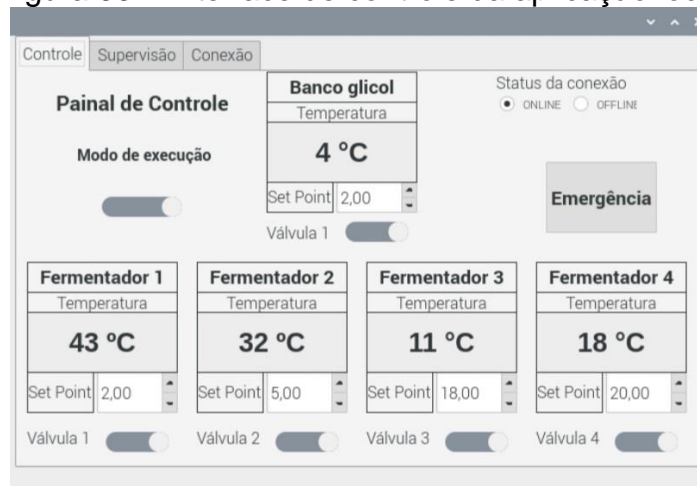 Controle Supervisão Conexão
Painal de Controle
Modo de execução
Banco glicol
Temperatura
4 °C
Set Point 2,00
Válvula 1
Status da conexão
ONLINE OFFLINE
Emergência
Fermentador 1
Temperatura
43 ºC
Set Point 2,00
Válvula 1
Fermentador 2
Temperatura
32 ºC
Set Point 5,00
Válvula 2
Fermentador 3
Temperatura
11 °C
Set Point 18,00
Válvula 3
Fermentador 4
Temperatura
18 °C
Set Point 20,00
Válvula 4